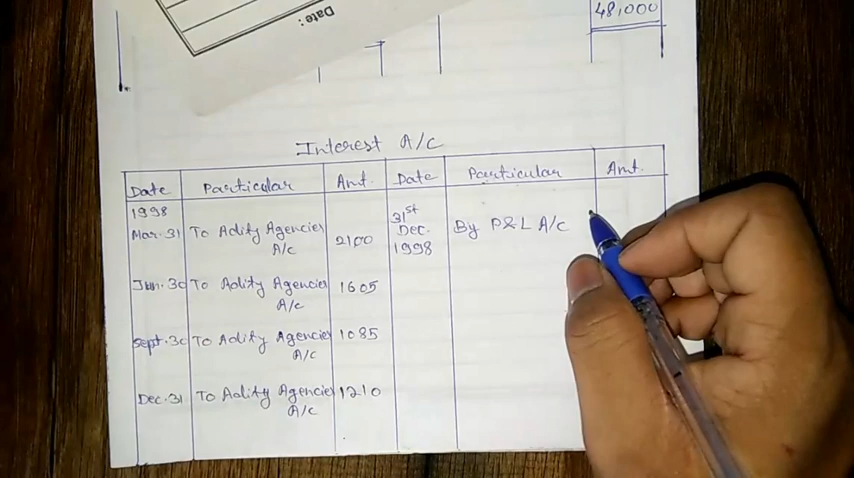 48,000
Date:
Interest A/c
Date Particular Amt. Date Particular Amt.
1998
Mar.31 To Adity Agencies A/c 2100 31st Dec. 1998 By P&L A/c
Jun.30 To Adity Agencies A/c 1605
Sept.30 To Adity Agencies A/c 1085
Dec.31 To Adity Agencies A/c 1210